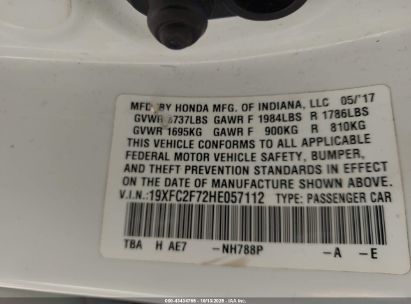 MFD. BY HONDA MFG. OF INDIANA, LLC 05/'17
GVWR 3737LBS GAWR F 1984LBS R 1786LBS
GVWR 1695KG GAWR F 900KG R 810KG
THIS VEHICLE CONFORMS TO ALL APPLICABLE
FEDERAL MOTOR VEHICLE SAFETY, BUMPER,
AND THEFT PREVENTION STANDARDS IN EFFECT
ON THE DATE OF MANUFACTURE SHOWN ABOVE.
V.I.N.:19XFC2F72HE057112 TYPE: PASSENGER CAR
TBA H AE7 -NH788P -A -E